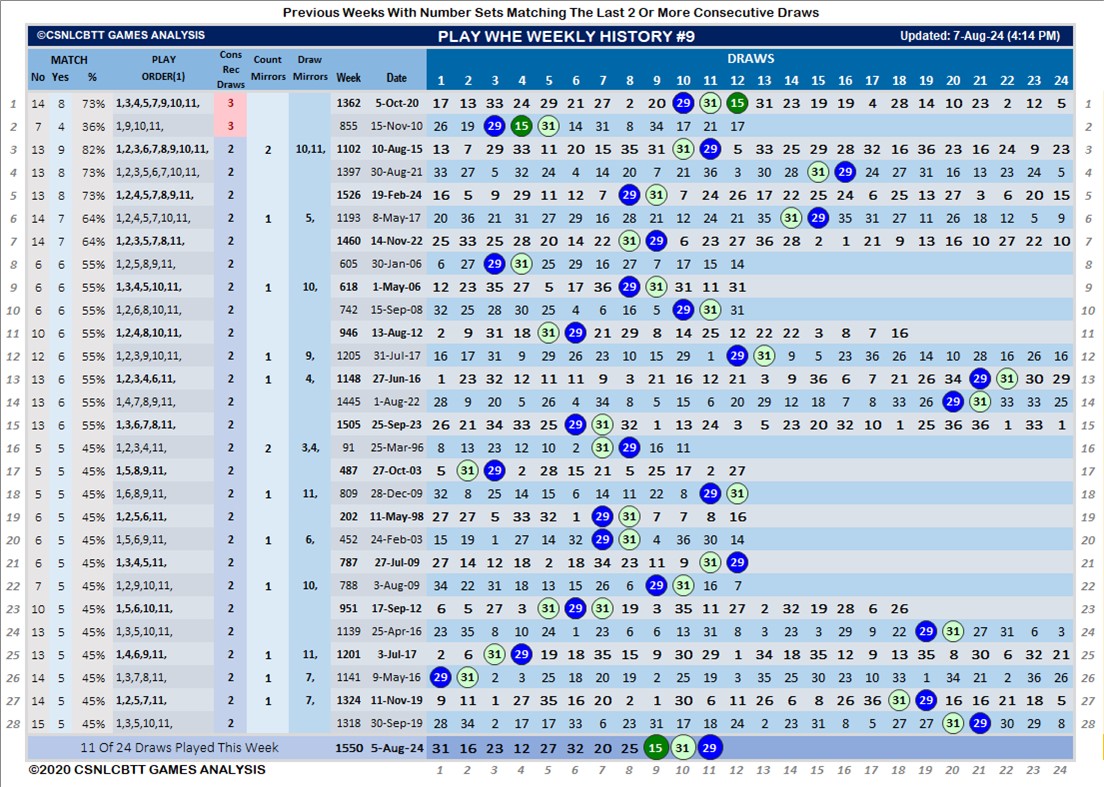 Previous Weeks With Number Sets Matching The Last 2 Or More Consecutive Draws
©CSNLCBTT GAMES ANALYSIS PLAY WHE WEEKLY HISTORY #9 Updated: 7-Aug-24 (4:14 PM)
MATCH PLAY Cons Rec Draws Count Mirrors Draw Mirrors DRAWS
No Yes % ORDER(1) Week Date 1 2 3 4 5 6 7 8 9 10 11 12 13 14 15 16 17 18 19 20 21 22 23 24
1 14 8 73% 1,3,4,5,7,9,10,11, 3 1362 5-Oct-20 17 13 33 24 29 21 27 2 20 29 31 15 31 23 19 19 4 28 14 10 23 2 12 5 1
2 7 4 36% 1,9,10,11, 3 855 15-Nov-10 26 19 29 15 31 14 31 8 34 17 21 17 2
3 13 9 82% 1,2,3,6,7,8,9,10,11, 2 2 10,11, 1102 10-Aug-15 13 7 29 33 11 20 15 35 31 31 29 5 33 25 29 28 32 16 36 23 16 24 9 23 3
4 13 8 73% 1,2,3,5,6,7,10,11, 2 1397 30-Aug-21 33 27 5 32 24 4 14 20 7 21 36 3 30 28 31 29 24 27 31 16 13 23 24 5 4
5 13 8 73% 1,2,4,5,7,8,9,11, 2 1526 19-Feb-24 16 5 9 29 11 12 7 29 31 7 24 26 17 22 25 24 6 25 13 27 3 6 20 15 5
6 14 7 64% 1,2,4,5,7,10,11, 2 1 5, 1193 8-May-17 20 36 21 31 27 29 16 28 21 12 24 21 35 31 29 35 31 27 11 26 18 12 5 9 6
7 14 7 64% 1,2,3,5,7,8,11, 2 1460 14-Nov-22 25 33 25 28 20 14 22 31 29 6 23 27 36 28 2 1 21 9 13 16 10 27 22 10 7
8 6 6 55% 1,2,5,8,9,11, 2 605 30-Jan-06 6 27 29 31 25 29 16 27 7 17 15 14 8
9 6 6 55% 1,3,4,5,10,11, 2 1 10, 618 1-May-06 12 23 35 27 5 17 36 29 31 31 11 31 9
10 6 6 55% 1,2,6,8,10,11, 2 742 15-Sep-08 32 25 28 30 25 4 6 16 5 29 31 31 10
11 10 6 55% 1,2,4,8,10,11, 2 946 13-Aug-12 2 9 31 18 31 29 21 29 8 14 25 12 22 22 3 8 7 18 11
12 12 6 55% 1,2,3,9,10,11, 2 1 9, 1205 31-Jul-17 16 17 31 9 29 26 23 10 15 29 1 29 31 9 5 23 36 26 14 10 28 16 26 16 12
13 13 6 55% 1,2,3,4,6,11, 2 1 4, 1148 27-Jun-16 1 23 32 12 11 11 9 3 21 16 12 21 3 9 36 6 7 21 26 34 29 31 30 29 13
14 13 6 55% 1,4,7,8,9,11, 2 1445 1-Aug-22 28 9 20 5 26 4 34 8 5 15 6 20 29 12 18 7 8 33 26 29 31 33 33 25 14
15 13 6 55% 1,3,6,7,8,11, 2 1505 25-Sep-23 26 21 34 33 25 29 31 32 1 13 24 3 5 23 20 32 10 1 25 36 36 1 33 1 15
16 5 5 45% 1,2,3,4,11, 2 2 3,4, 91 25-Mar-96 8 13 23 12 10 2 31 29 16 11 16
17 5 5 45% 1,5,8,9,11, 2 487 27-Oct-03 5 31 29 2 28 15 21 5 25 17 2 27 17
18 5 5 45% 1,6,8,9,11, 2 1 11, 809 28-Dec-09 32 8 25 14 15 6 14 11 22 8 29 31 18
19 6 5 45% 1,2,5,6,11, 2 202 11-May-98 27 27 5 33 32 1 29 31 7 7 8 16 19
20 6 5 45% 1,5,6,9,11, 2 1 6, 452 24-Feb-03 15 19 1 27 14 32 29 31 4 36 30 14 20
21 6 5 45% 1,3,4,5,11, 2 787 27-Jul-09 27 14 12 18 2 18 34 23 11 9 31 29 21
22 7 5 45% 1,2,9,10,11, 2 1 10, 788 3-Aug-09 34 22 31 18 13 15 26 6 29 31 16 7 22
23 10 5 45% 1,5,6,10,11, 2 951 17-Sep-12 6 5 27 3 31 29 31 19 3 35 11 27 2 32 19 28 6 26 23
24 13 5 45% 1,3,5,10,11, 2 1139 25-Apr-16 23 35 8 10 24 1 23 6 6 13 31 8 3 23 3 29 9 22 29 31 27 31 6 3 24
25 13 5 45% 1,4,6,9,11, 2 1 11, 1201 3-Jul-17 2 6 31 29 19 18 35 15 9 30 29 1 34 18 35 12 9 13 35 8 30 6 32 21 25
26 14 5 45% 1,3,7,8,11, 2 1 7, 1141 9-May-16 29 31 2 3 25 18 20 19 2 26 25 19 3 35 25 30 23 10 33 1 34 21 2 36 26 26
27 14 5 45% 1,2,5,7,11, 2 1 7, 1324 11-Nov-19 9 11 1 27 35 16 20 2 1 30 6 11 26 6 8 26 36 31 29 16 16 21 18 5 27
28 15 5 45% 1,3,5,10,11, 2 1318 30-Sep-19 28 34 2 17 17 33 6 23 31 17 18 24 2 23 31 8 5 27 27 31 29 30 29 8 28
11 Of 24 Draws Played This Week 1550 5-Aug-24 31 16 23 12 27 32 20 25 15 31 29
©2020 CSNLCBTT GAMES ANALYSIS 1 2 3 4 5 6 7 8 9 10 11 12 13 14 15 16 17 18 19 20 21 22 23 24